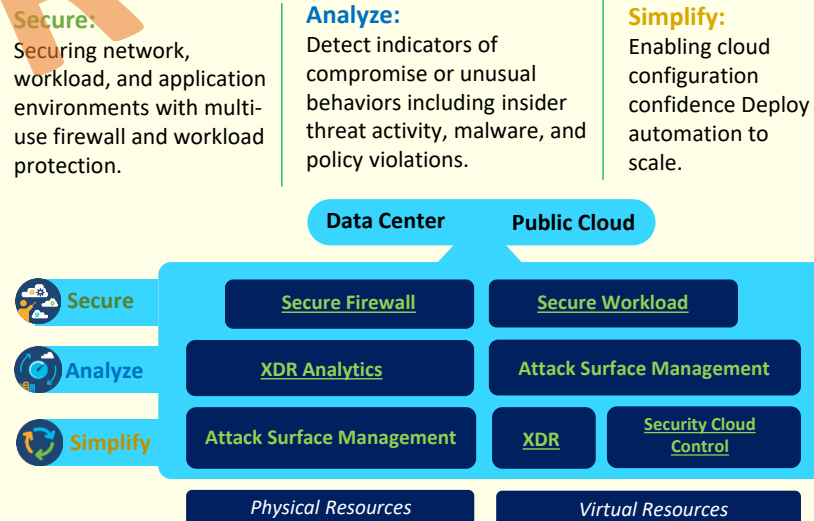 Secure:
Securing network,
workload, and application
environments with multi-
use firewall and workload
protection.
Analyze:
Detect indicators of
compromise or unusual
behaviors including insider
threat activity, malware, and
policy violations.
Simplify:
Enabling cloud
configuration
confidence Deploy
automation to
scale.
Data Center
Public Cloud
Secure
Secure Firewall
Secure Workload
Analyze
XDR Analytics
Attack Surface Management
Simplify
Attack Surface Management
XDR
Security Cloud
Control
Physical Resources
Virtual Resources